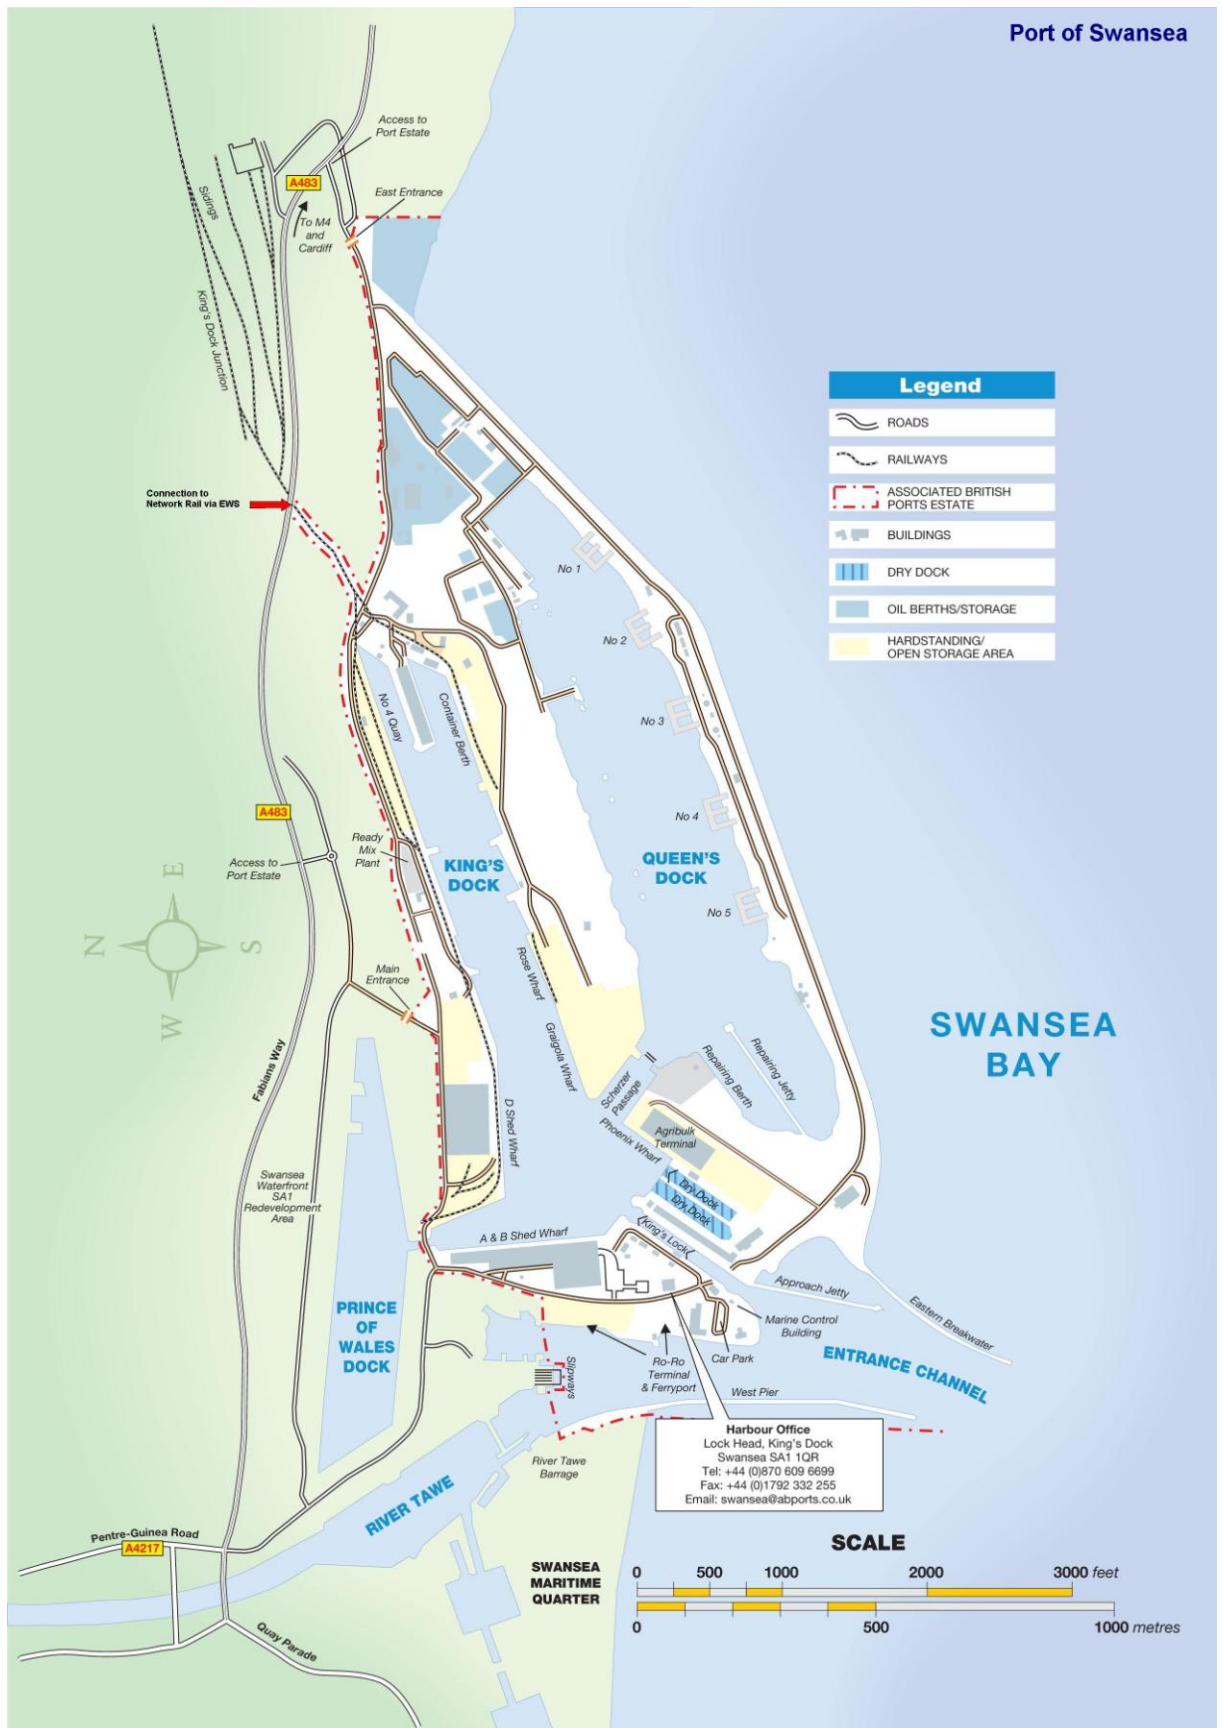 Port of Swansea
Access to
Port Estate
A483
East Entrance
To M4
and
Cardiff
Sidings
King's Dock Junction
Connection to
Network Rail via EWS
Legend
ROADS
RAILWAYS
ASSOCIATED BRITISH
PORTS ESTATE
BUILDINGS
DRY DOCK
OIL BERTHS/STORAGE
HARDSTANDING/
OPEN STORAGE AREA
No 1
No 2
No 3
No 4
No 5
No 4 Quay
Container Berth
A483
Access to
Port Estate
Ready
Mix
Plant
KING'S
DOCK
QUEEN'S
DOCK
E
N
S
W
Main
Entrance
Rose Wharf
Graigola Wharf
SWANSEA
BAY
Fabians Way
D Shed Wharf
Scherzer
Passage
Repairing Berth
Repairing Jetty
Phoenix Wharf
Agribulk
Terminal
Dry Dock
Dry Dock
King's Lock
Swansea
Waterfront
SA1
Redevelopment
Area
A & B Shed Wharf
Approach Jetty
Eastern Breakwater
Marine Control
Building
PRINCE
OF
WALES
DOCK
Slipways
Ro-Ro
Terminal
& Ferryport
Car Park
ENTRANCE CHANNEL
West Pier
Harbour Office
Lock Head, King's Dock
Swansea SA1 1QR
Tel: +44 (0)870 609 6699
Fax: +44 (0)1792 332 255
Email: swansea@abports.co.uk
River Tawe
Barrage
RIVER TAWE
Pentre-Guinea Road
A4217
Quay Parade
SWANSEA
MARITIME
QUARTER
SCALE
0 500 1000 2000 3000 feet
0 500 1000 metres